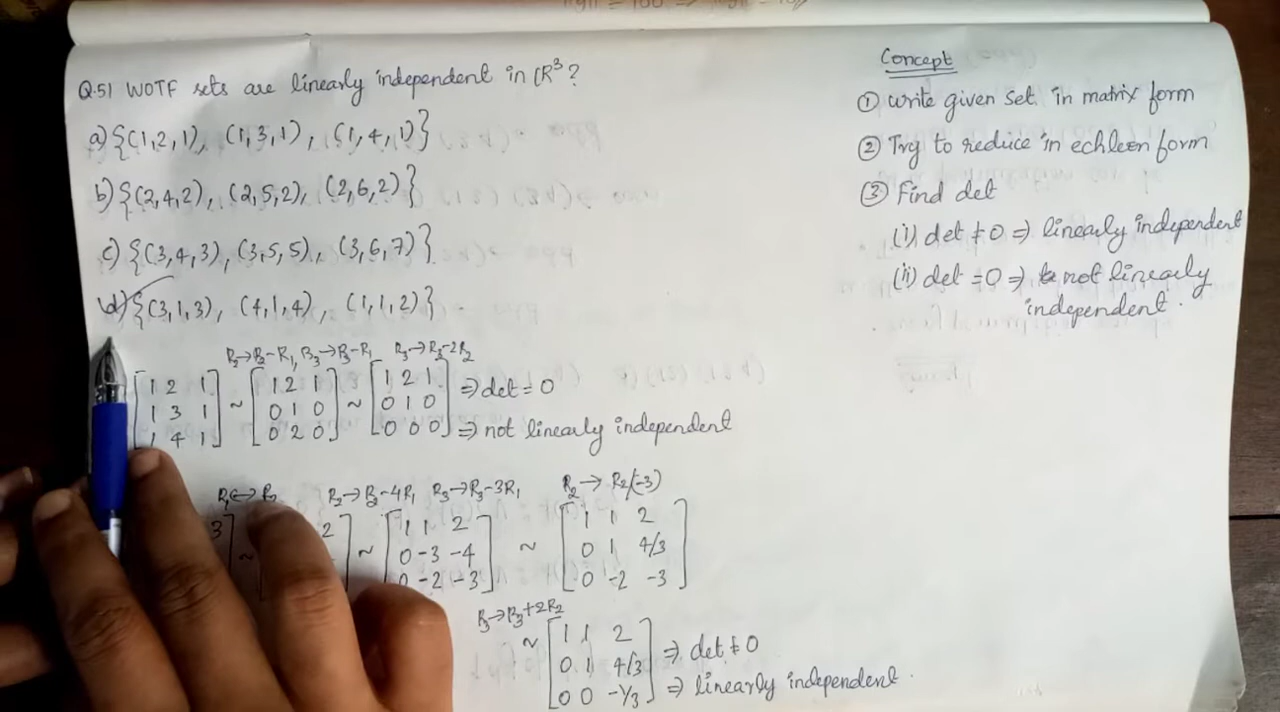 Q.51 WOTF sets are linearly independent in ℝ³?
a) {(1,2,1), (1,3,1), (1,4,1)}
b) {(2,4,2), (2,5,2), (2,6,2)}
c) {(3,4,3), (3,5,5), (3,6,7)}
d) {(3,1,3), (4,1,4), (1,1,2)}
R₂→R₂-R₁, R₃→R₃-R₁ R₃→R₃-2R₂
[1 2 1 [1 2 1 [1 2 1 ⇒ det = 0
1 3 1 ~ 0 1 0 ~ 0 1 0
1 4 1] 0 2 0] 0 0 0] ⇒ not linearly independent
R₂→R₂-4R₁ R₃→R₃-3R₁ R₂→R₂/(-3)
3] 2] [1 1 2 [1 1 2
~ ~ 0 -3 -4 ~ 0 1 4/3
0 -2 -3] 0 -2 -3]
R₃→R₃+2R₂
~ [1 1 2
0 1 4/3 ⇒ det ≠ 0
0 0 -1/3] ⇒ linearly independent.
Concept
① write given set in matrix form
② Try to reduce in echleon form
③ Find det
(i) det ≠ 0 ⇒ linearly independent
(ii) det = 0 ⇒ not linearly
independent.